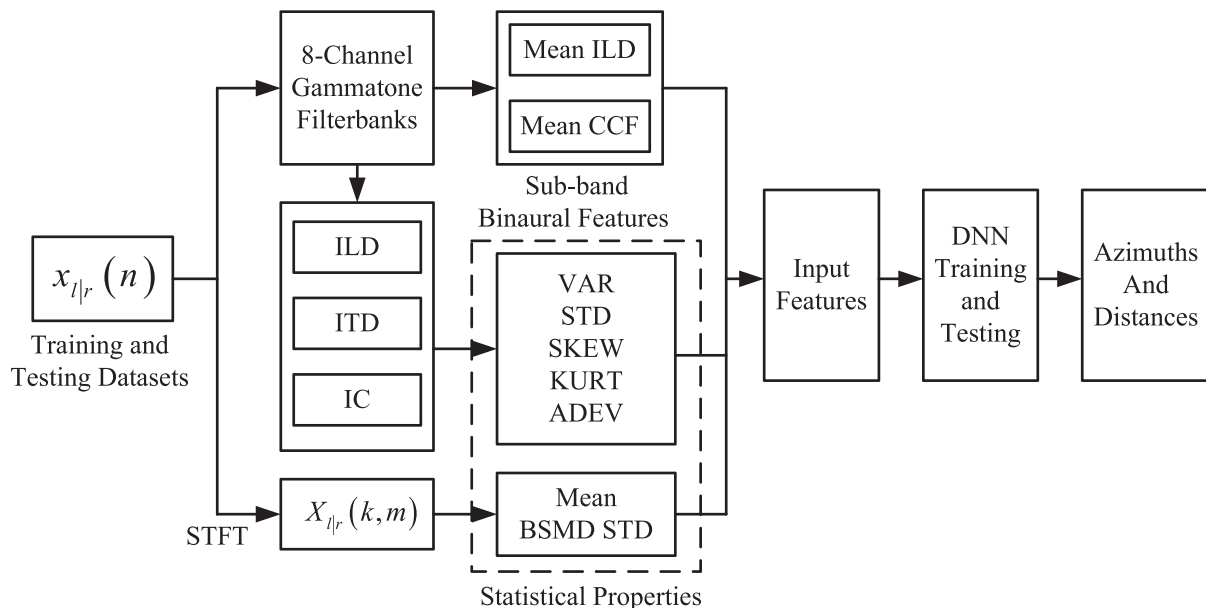 8-Channel
Gammatone
Filterbanks
Mean ILD
Mean CCF
Sub-band
Binaural Features
x_{l|r}(n)
Training and
Testing Datasets
ILD
ITD
IC
VAR
STD
SKEW
KURT
ADEV
STFT
X_{l|r}(k,m)
Mean
BSMD STD
Statistical Properties
Input
Features
DNN
Training
and
Testing
Azimuths
And
Distances